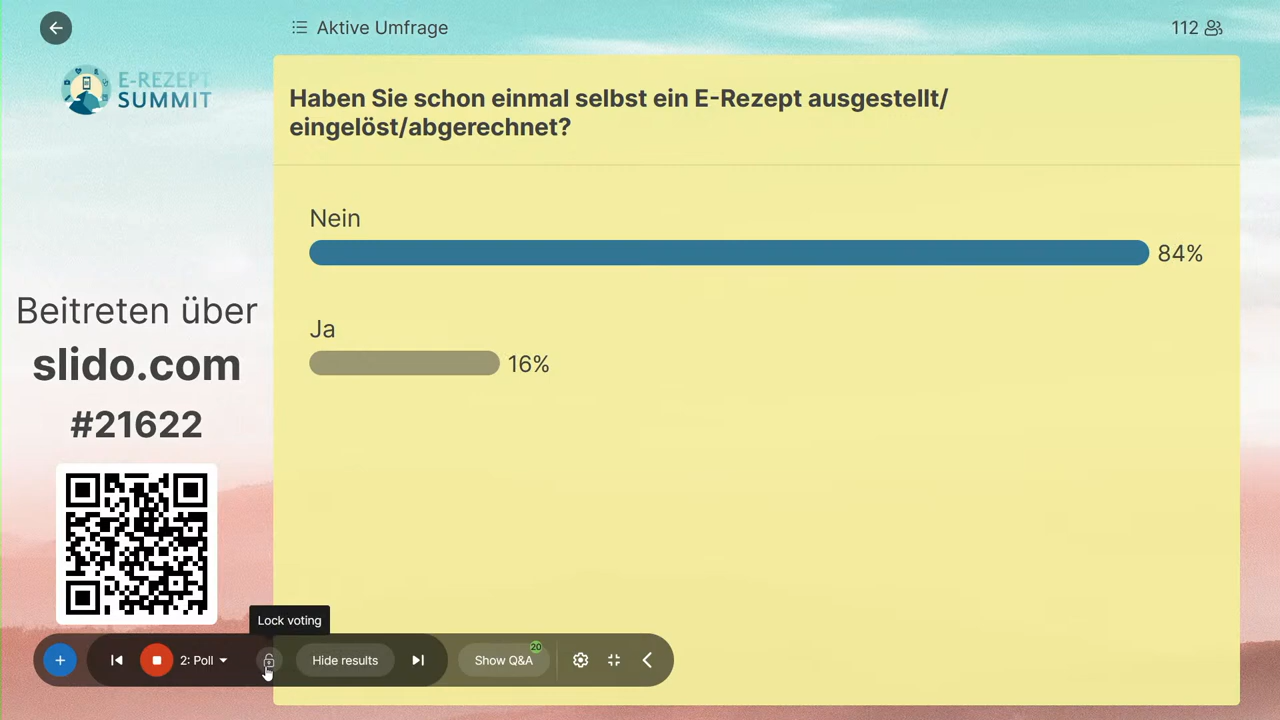 Aktive Umfrage
112
E-REZEPT
SUMMIT
Haben Sie schon einmal selbst ein E-Rezept ausgestellt/
eingelöst/abgerechnet?
Nein
84%
Ja
16%
Beitreten über
slido.com
#21622
Lock voting
2: Poll
Hide results
Show Q&A
20